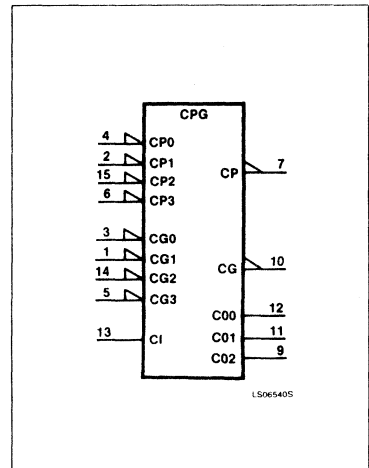 CPG
4 CP0
2 CP1
15 CP2
6 CP3
CP 7
3 CG0
1 CG1
14 CG2
5 CG3
CG 10
C00 12
13 CI
C01 11
C02 9
LS06540S